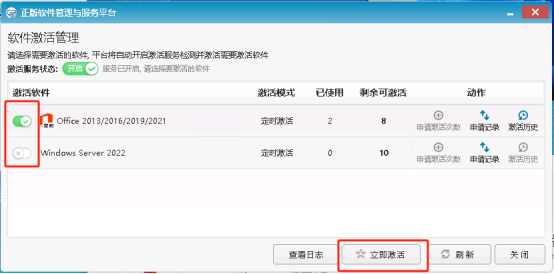 正版软件管理与服务平台
软件激活管理
请选择需要激活的软件, 平台将自动开启激活服务检测并激活需要激活软件
激活服务状态: 开启 服务已开启, 请选择要激活的软件
激活软件 激活模式 已使用 剩余可激活 动作
Office 2013/2016/2019/2021 定时激活 2 8 申请激活次数 申请记录 激活历史
Windows Server 2022 定时激活 0 10 申请激活次数 申请记录 激活历史
查看日志 立即激活 刷新 关闭